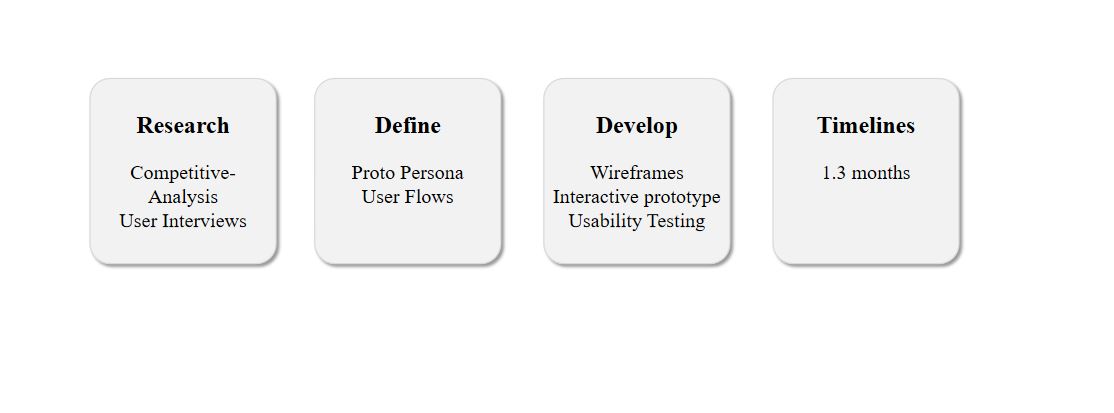 Research
Competitive-
Analysis
User Interviews
Define
Proto Persona
User Flows
Develop
Wireframes
Interactive prototype
Usability Testing
Timelines
1.3 months